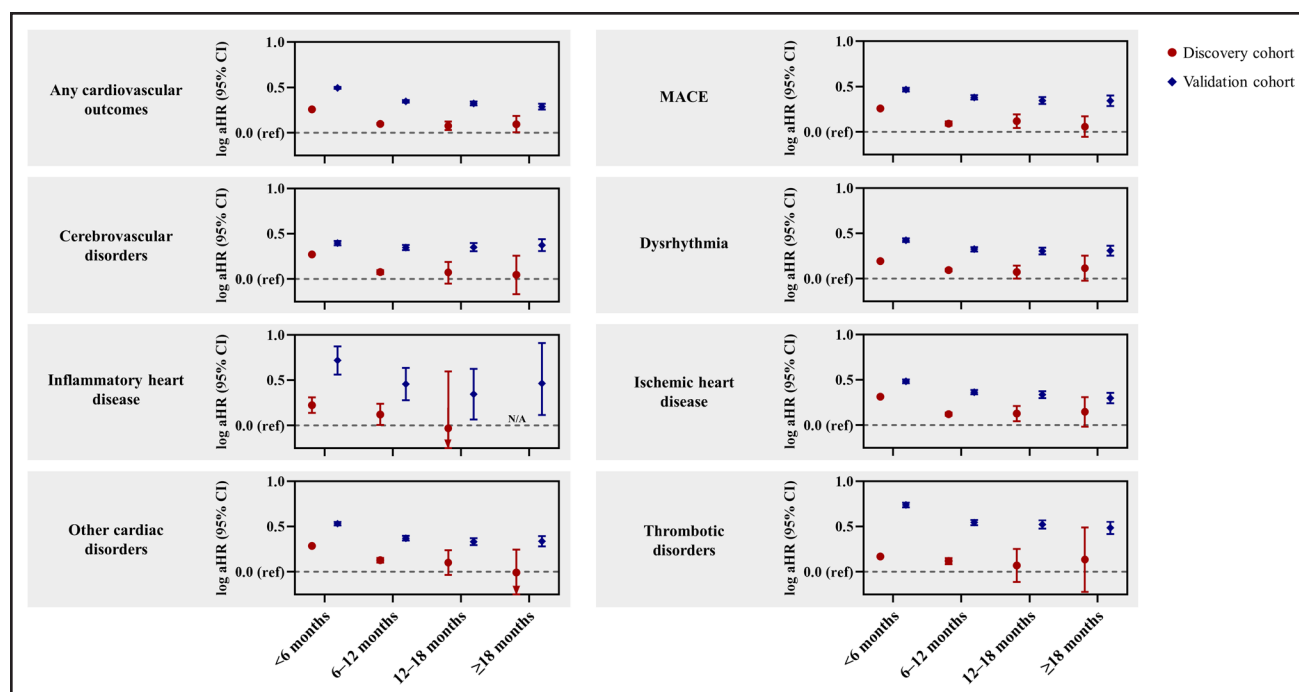 Any cardiovascular
outcomes
log aHR (95% CI)
1.0
0.5
0.0 (ref)
MACE
log aHR (95% CI)
1.0
0.5
0.0 (ref)
Discovery cohort
Validation cohort
Cerebrovascular
disorders
log aHR (95% CI)
1.0
0.5
0.0 (ref)
Dysrhythmia
log aHR (95% CI)
1.0
0.5
0.0 (ref)
Inflammatory heart
disease
log aHR (95% CI)
1.0
0.5
0.0 (ref)
N/A
Ischemic heart
disease
log aHR (95% CI)
1.0
0.5
0.0 (ref)
Other cardiac
disorders
log aHR (95% CI)
1.0
0.5
0.0 (ref)
Thrombotic
disorders
log aHR (95% CI)
1.0
0.5
0.0 (ref)
<6 months
6–12 months
12–18 months
≥18 months
<6 months
6–12 months
12–18 months
≥18 months